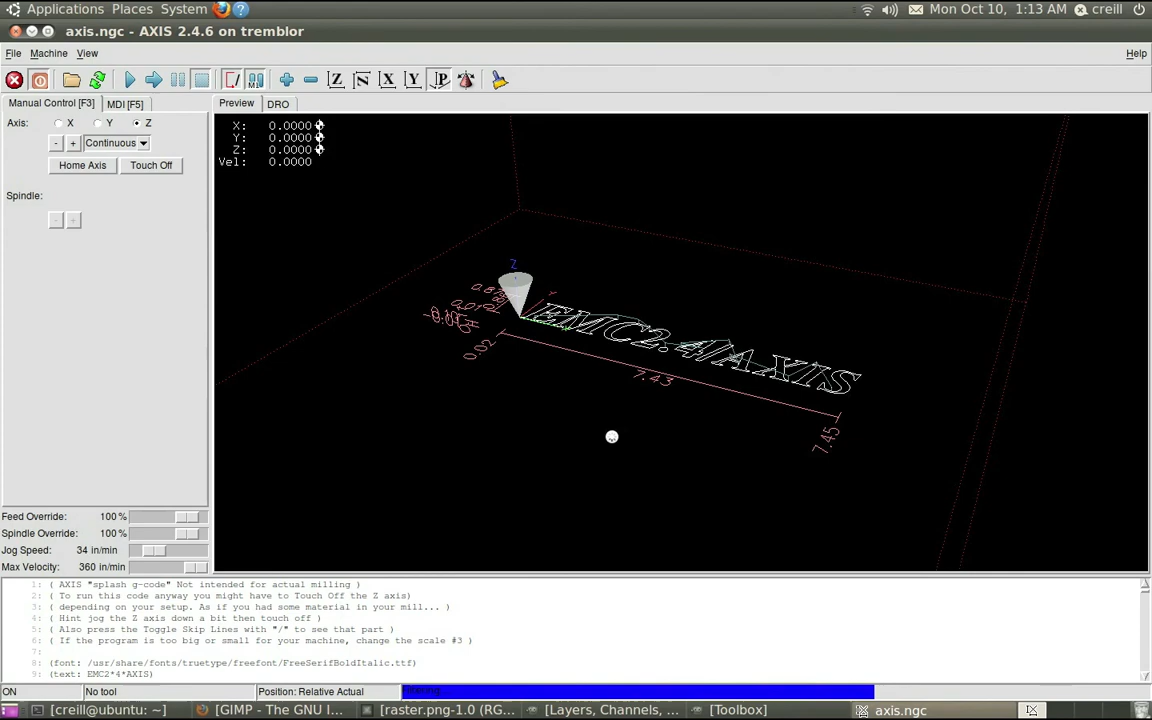 Applications Places System ? Mon Oct 10, 1:13 AM creill
axis.ngc - AXIS 2.4.6 on tremblor
File Machine View Help
Z N X Y P
Manual Control [F3] MDI [F5] Preview DRO
Axis: X Y Z
- + Continuous
Home Axis Touch Off
Spindle:
- +
X: 0.0000
Y: 0.0000
Z: 0.0000
Vel: 0.0000
Z
EMC2.4/AXIS
0.02
7.43
7.45
Feed Override: 100 %
Spindle Override: 100 %
Jog Speed: 34 in/min
Max Velocity: 360 in/min
1: ( AXIS "splash g-code" Not intended for actual milling )
2: ( To run this code anyway you might have to Touch Off the Z axis)
3: ( depending on your setup. As if you had some material in your mill... )
4: ( Hint jog the Z axis down a bit then touch off )
5: ( Also press the Toggle Skip Lines with "/" to see that part )
6: ( If the program is too big or small for your machine, change the scale #3 )
7:
8: (font: /usr/share/fonts/truetype/freefont/FreeSerifBoldItalic.ttf)
9: (text: EMC2*4*AXIS)
ON No tool Position: Relative Actual Filtering...
[creill@ubuntu: ~] [GIMP - The GNU I... [raster.png-1.0 (RG... [Layers, Channels, ... [Toolbox] axis.ngc